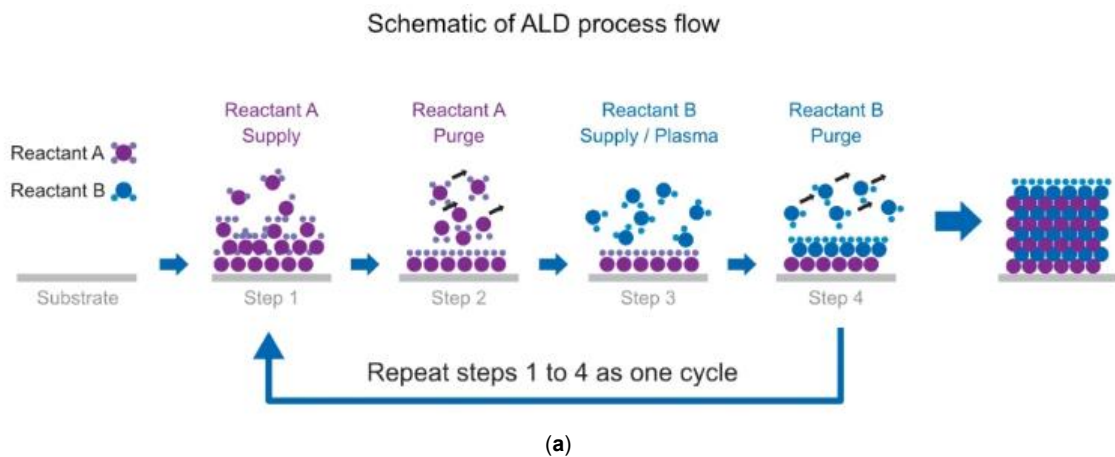 Schematic of ALD process flow
Reactant A
Reactant B
Reactant A
Supply
Reactant A
Purge
Reactant B
Supply / Plasma
Reactant B
Purge
Substrate
Step 1
Step 2
Step 3
Step 4
Repeat steps 1 to 4 as one cycle
(a)